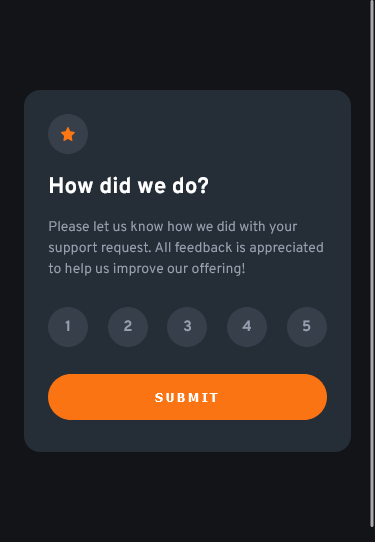 How did we do?
Please let us know how we did with your
support request. All feedback is appreciated
to help us improve our offering!
1 2 3 4 5
SUBMIT